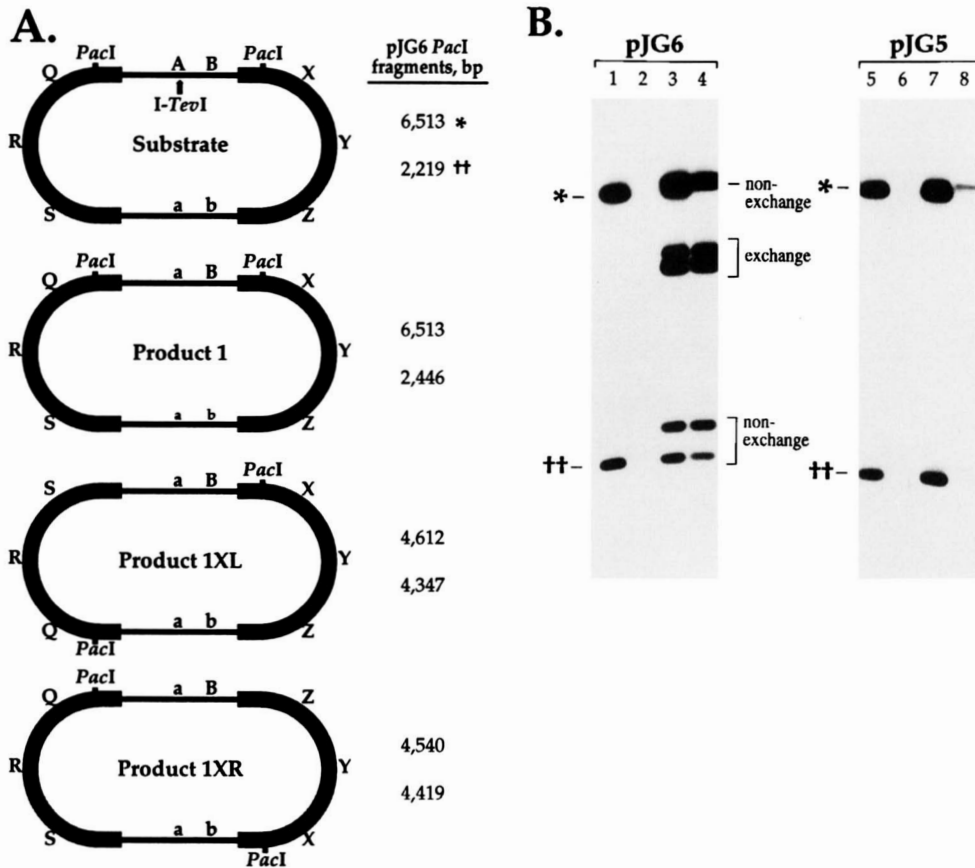 A.
pJG6 PacI
fragments, bp
PacI A B PacI
Q X
I-TevI
R Substrate Y
S a b Z
6,513 *
2,219 ††
PacI a B PacI
Q X
R Product 1 Y
S a b Z
6,513
2,446
PacI
S a B X
R Product 1XL Y
Q a b Z
PacI
4,612
4,347
PacI
Q a B Z
R Product 1XR Y
S a b X
PacI
4,540
4,419
B.
pJG6
1 2 3 4
* –
non-
exchange
exchange
non-
exchange
†† –
pJG5
5 6 7 8
* –
†† –